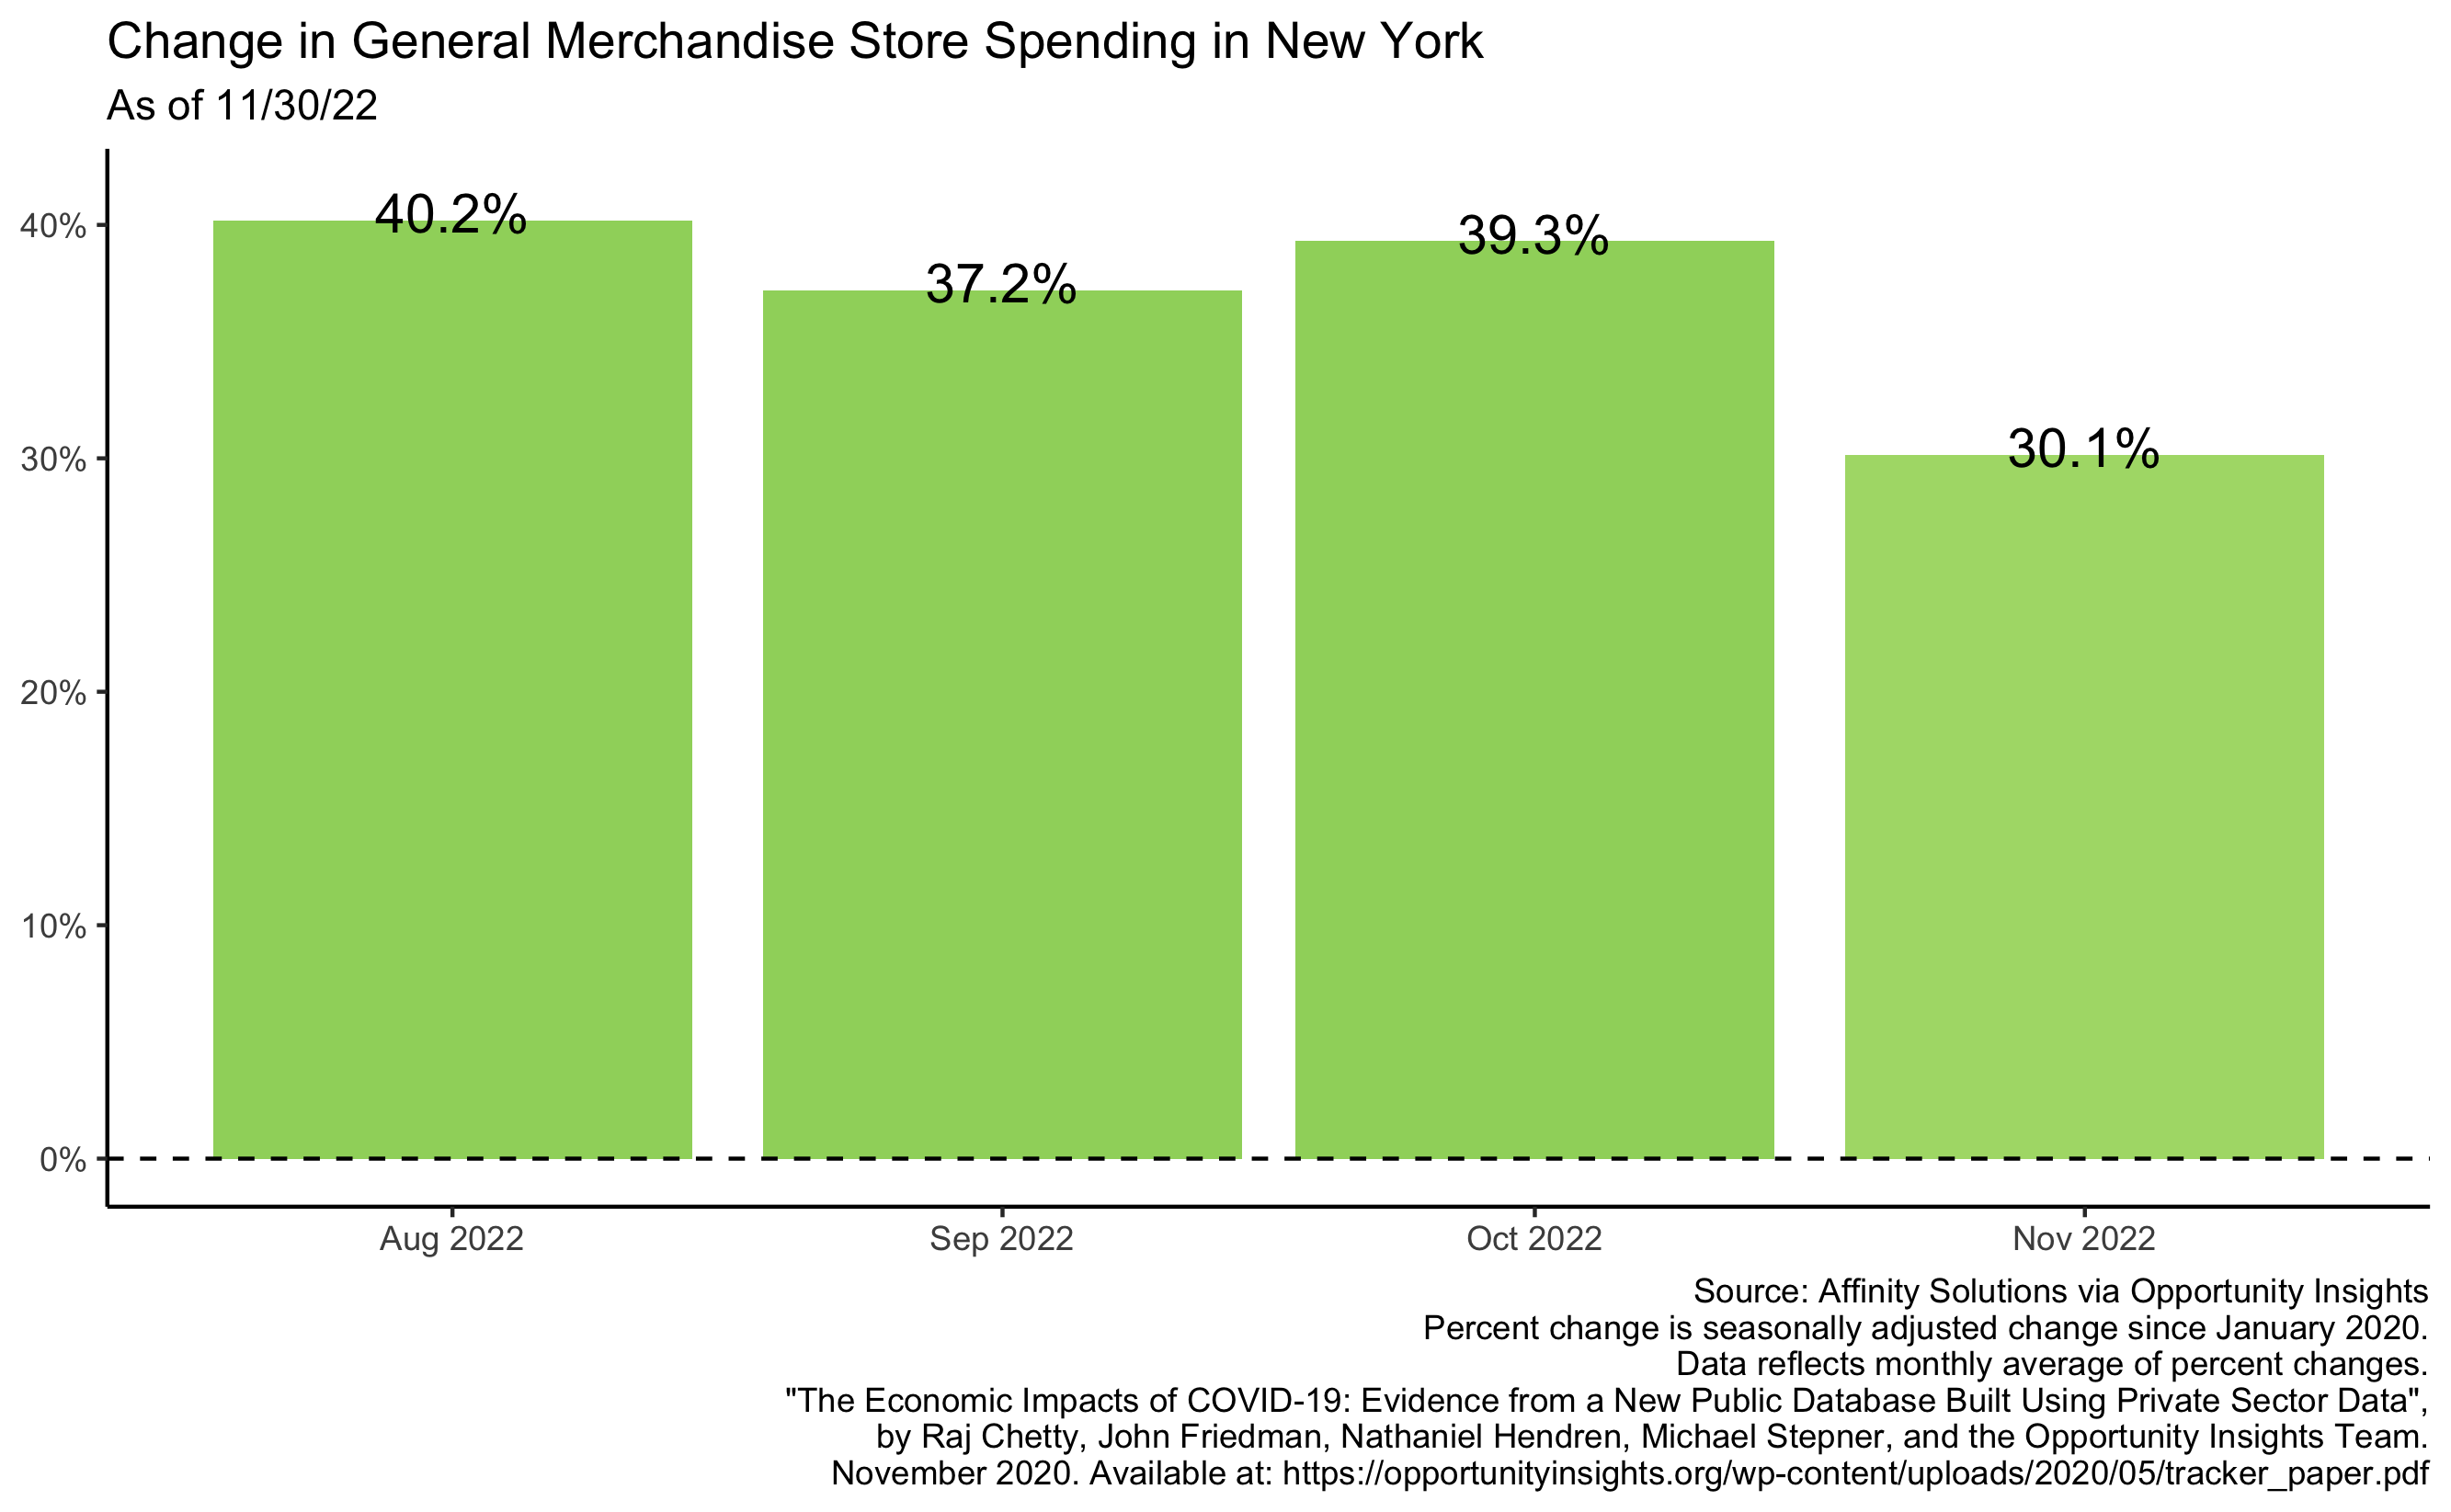 Change in General Merchandise Store Spending in New York
As of 11/30/22
40%
30%
20%
10%
0%
40.2%
37.2%
39.3%
30.1%
Aug 2022
Sep 2022
Oct 2022
Nov 2022
Source: Affinity Solutions via Opportunity Insights
Percent change is seasonally adjusted change since January 2020.
Data reflects monthly average of percent changes.
"The Economic Impacts of COVID-19: Evidence from a New Public Database Built Using Private Sector Data",
by Raj Chetty, John Friedman, Nathaniel Hendren, Michael Stepner, and the Opportunity Insights Team.
November 2020. Available at: https://opportunityinsights.org/wp-content/uploads/2020/05/tracker_paper.pdf